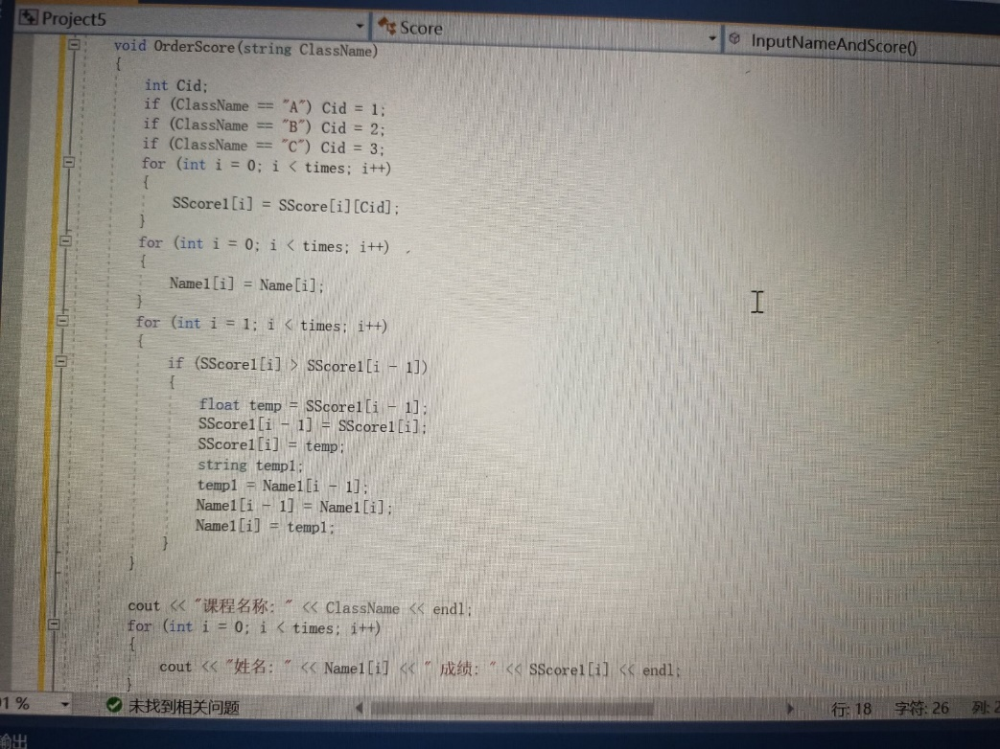 Project5
Score
InputNameAndScore()
void OrderScore(string ClassName)
{
int Cid;
if (ClassName == "A") Cid = 1;
if (ClassName == "B") Cid = 2;
if (ClassName == "C") Cid = 3;
for (int i = 0; i < times; i++)
{
SScore1[i] = SScore[i][Cid];
}
for (int i = 0; i < times; i++)
{
Name1[i] = Name[i];
}
for (int i = 1; i < times; i++)
{
if (SScore1[i] > SScore1[i - 1])
{
float temp = SScore1[i - 1];
SScore1[i - 1] = SScore1[i];
SScore1[i] = temp;
string temp1;
temp1 = Name1[i - 1];
Name1[i - 1] = Name1[i];
Name1[i] = temp1;
}
}
cout << "课程名称: " << ClassName << endl;
for (int i = 0; i < times; i++)
{
cout << "姓名: " << Name1[i] << " 成绩: " << SScore1[i] << endl;
}
1 %
未找到相关问题
行: 18
字符: 26
列:
输出